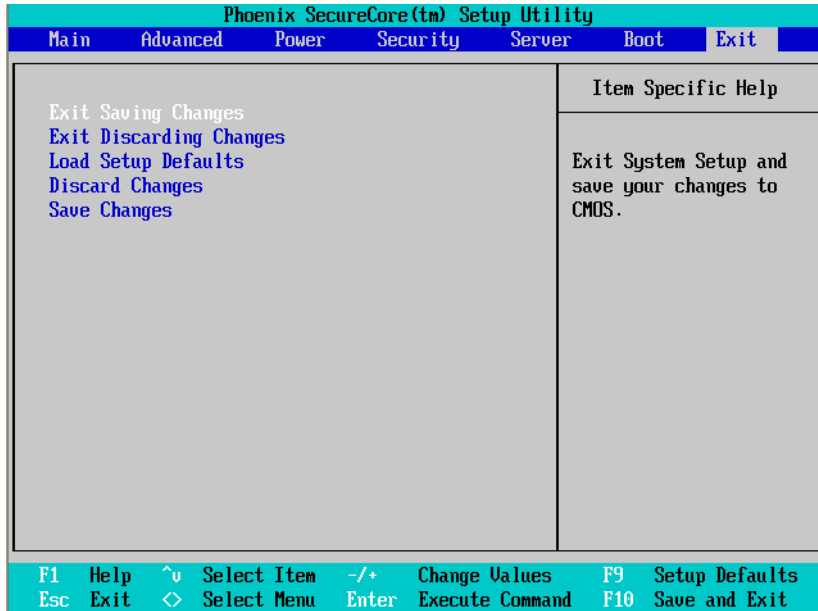 Phoenix SecureCore(tm) Setup Utility
Main Advanced Power Security Server Boot Exit
Item Specific Help
Exit Saving Changes
Exit Discarding Changes
Load Setup Defaults
Discard Changes
Save Changes
Exit System Setup and
save your changes to
CMOS.
F1 Help ^v Select Item -/+ Change Values F9 Setup Defaults
Esc Exit <> Select Menu Enter Execute Command F10 Save and Exit